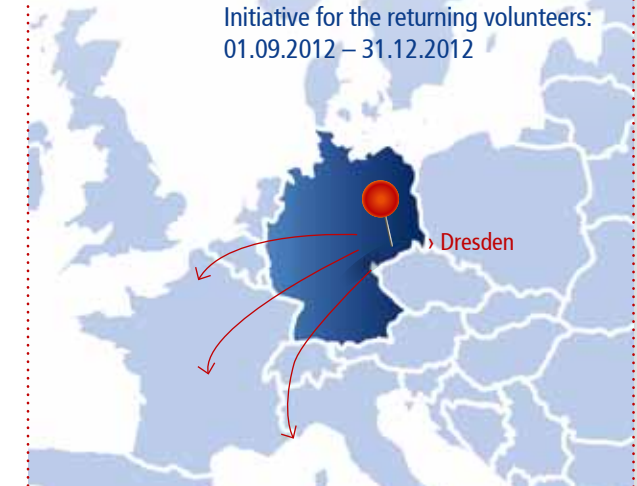 Initiative for the returning volunteers:
01.09.2012 – 31.12.2012
› Dresden